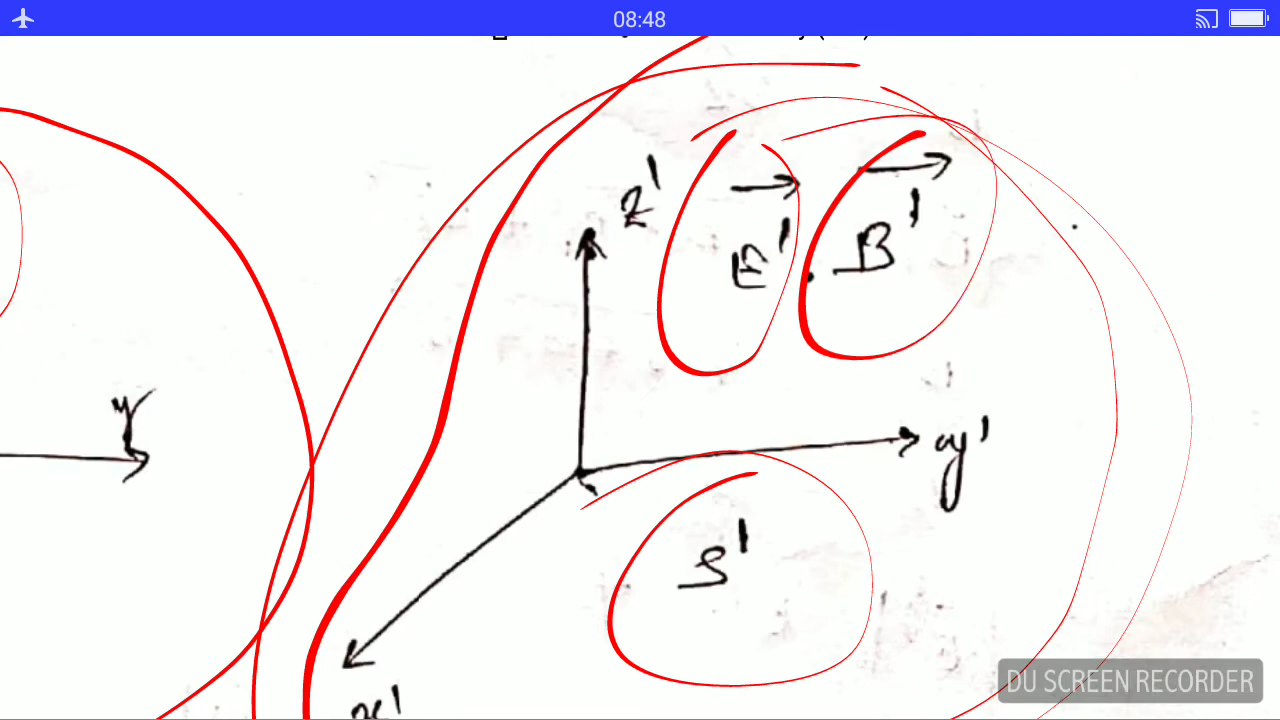 08:48
z'
E' . B'
Y
y'
S'
x'
DU SCREEN RECORDER